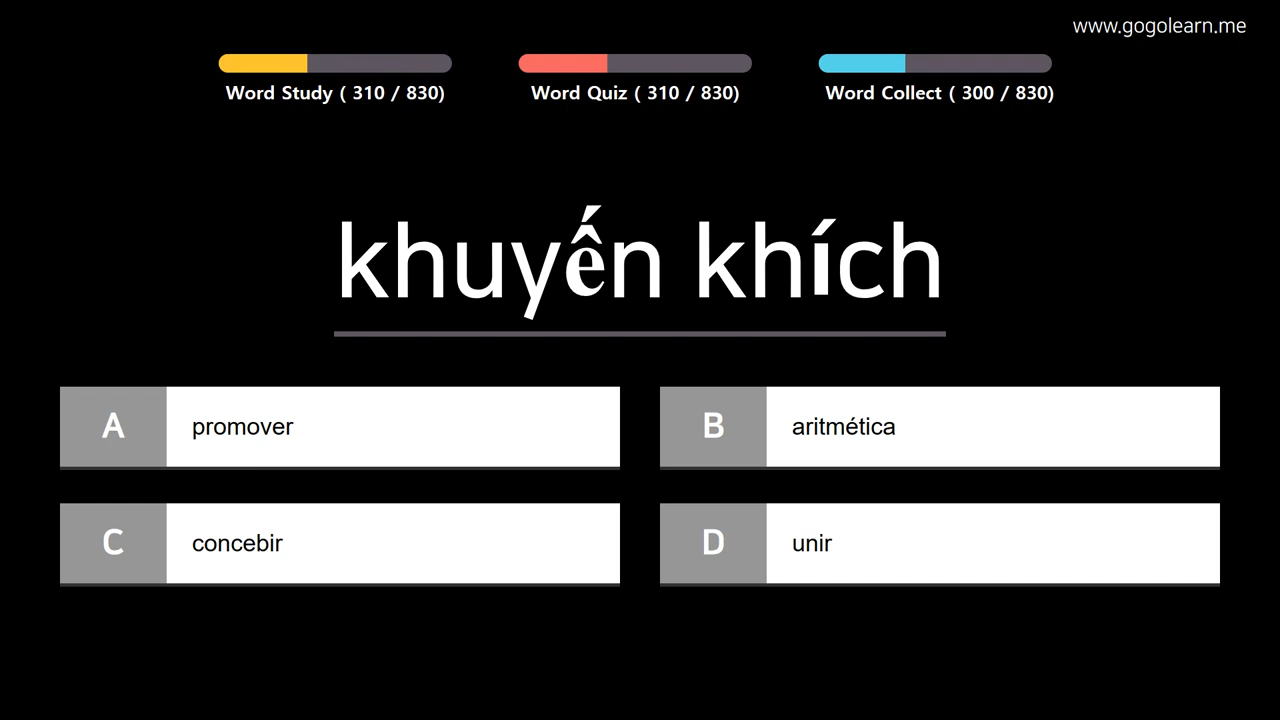 www.gogolearn.me
Word Study ( 310 / 830)
Word Quiz ( 310 / 830)
Word Collect ( 300 / 830)
khuyến khích
A promover
B aritmética
C concebir
D unir